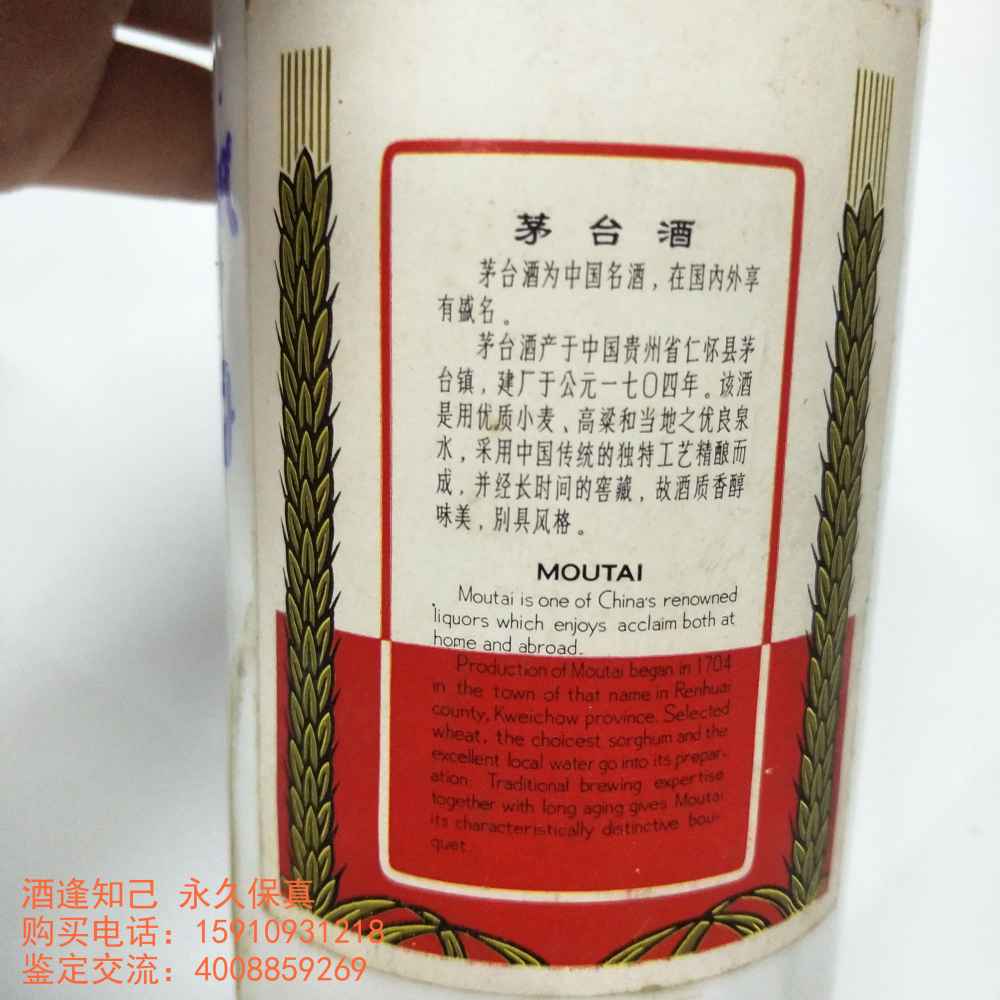 茅台酒
茅台酒为中国名酒，在国内外享
有盛名。
茅台酒产于中国贵州省仁怀县茅
台镇，建厂于公元一七〇四年。该酒
是用优质小麦、高粱和当地之优良泉
水，采用中国传统的独特工艺精酿而
成，并经长时间的窖藏，故酒质香醇
味美，别具风格。
MOUTAI
Moutai is one of China's renowned
liquors which enjoys acclaim both at
home and abroad.
Production of Moutai began in 1704
in the town of that name in Renhuai
county, Kweichow province. Selected
wheat, the choicest sorghum and the
excellent local water go into its prepar-
ation. Traditional brewing expertise
together with long aging gives Moutai
its characteristically distinctive bou-
quet.
酒逢知己 永久保真
购买电话：15910931218
鉴定交流：4008859269